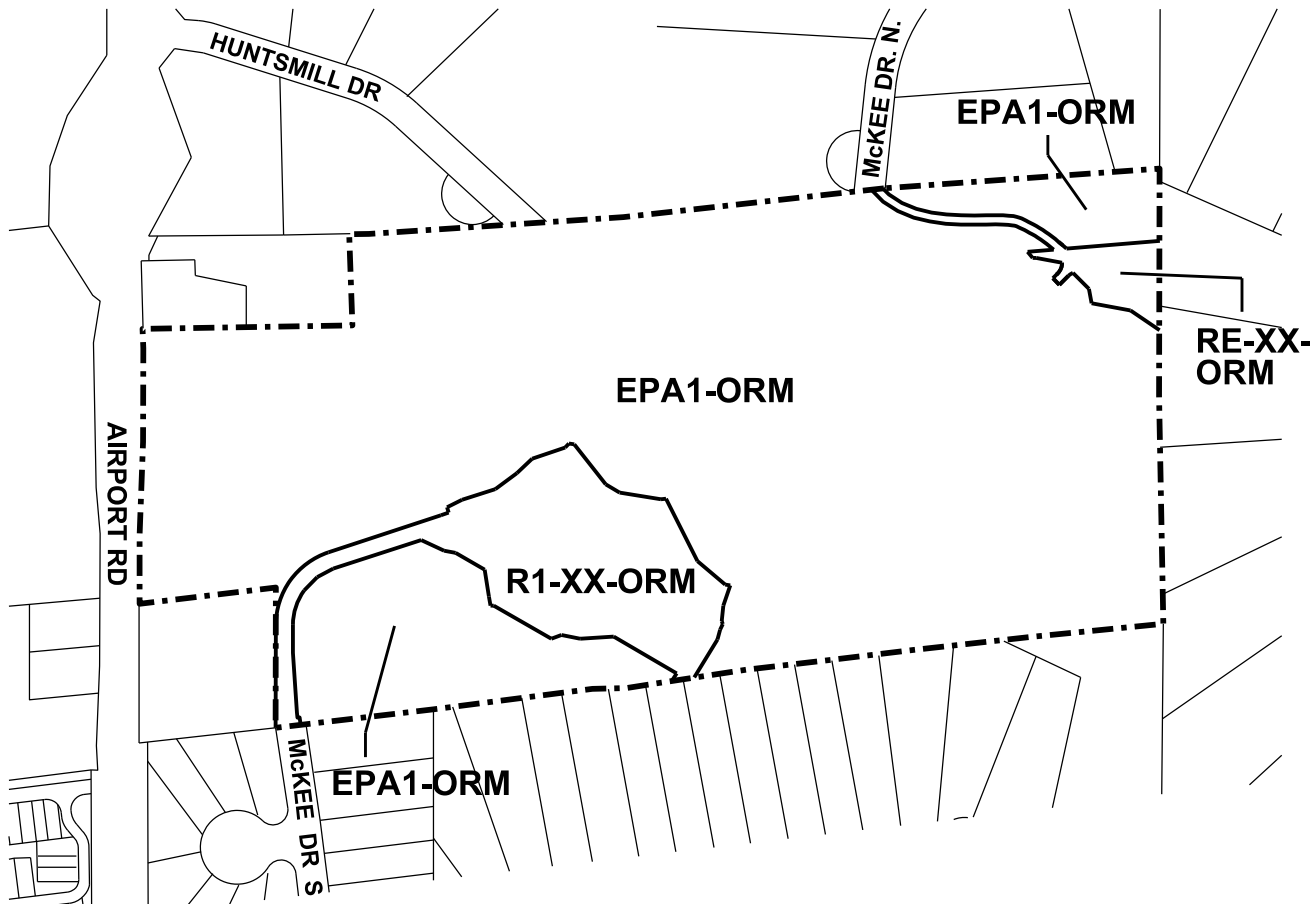 HUNTSMILL DR
McKEE DR. N.
EPA1-ORM
RE-XX-
ORM
EPA1-ORM
AIRPORT RD
R1-XX-ORM
EPA1-ORM
McKEE DR S